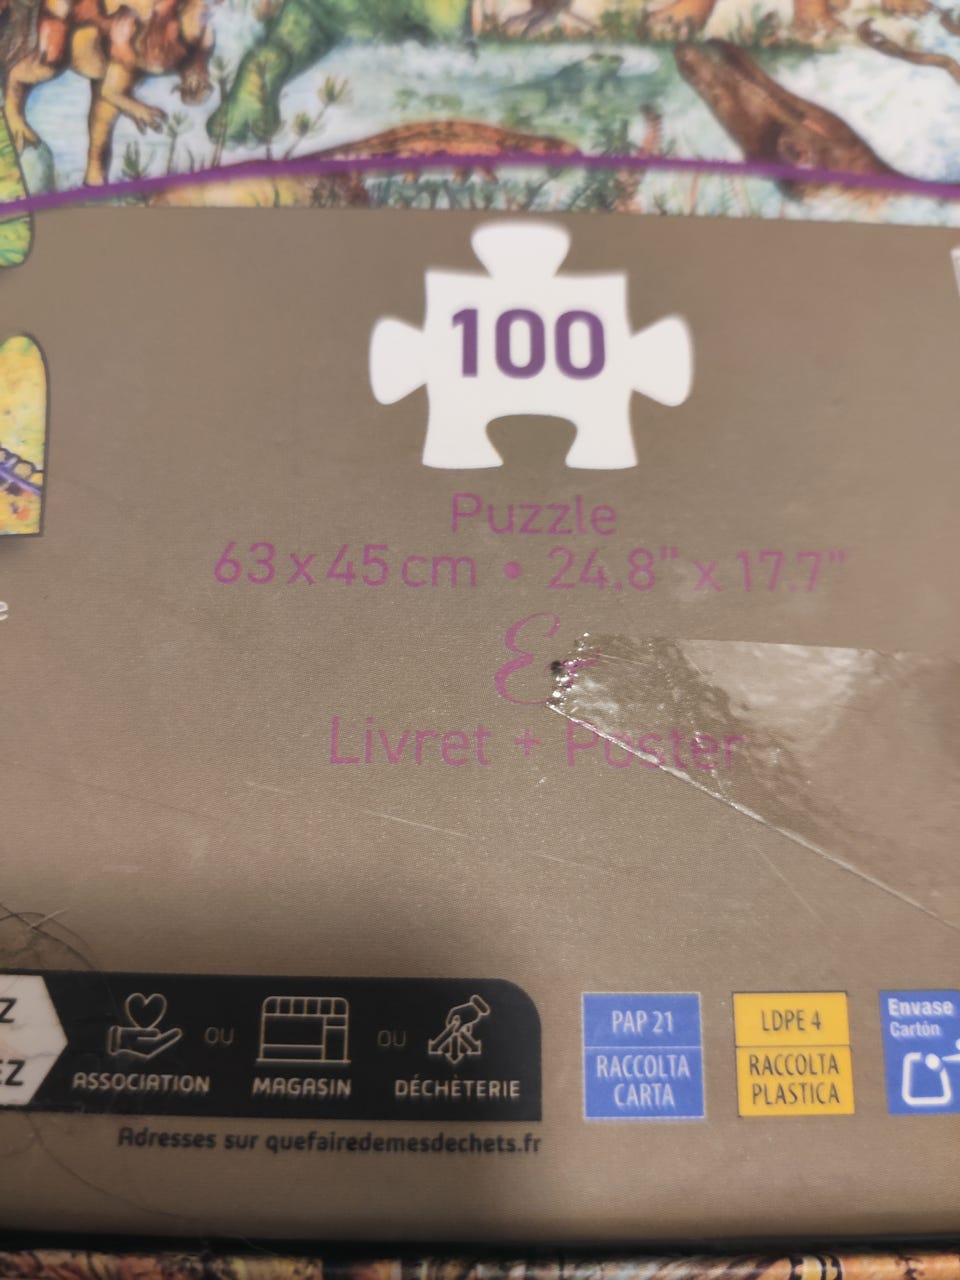 100
Puzzle
63 x 45 cm • 24.8" x 17.7"
&
Livret + Poster
ASSOCIATION
OU
MAGASIN
OU
DÉCHÈTERIE
Adresses sur quefairedemesdechets.fr
PAP 21
RACCOLTA
CARTA
LDPE 4
RACCOLTA
PLASTICA
Envase
Cartón